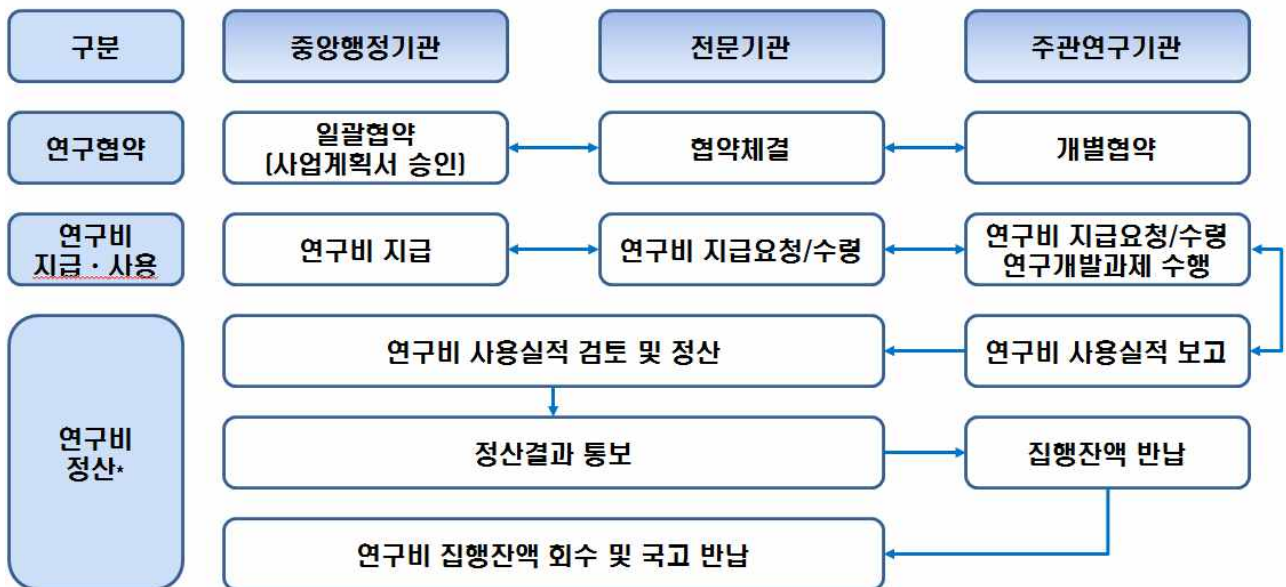 구분
중앙행정기관
전문기관
주관연구기관
연구협약
일괄협약
(사업계획서 승인)
협약체결
개별협약
연구비
지급 · 사용
연구비 지급
연구비 지급요청/수령
연구비 지급요청/수령
연구개발과제 수행
연구비
정산*
연구비 사용실적 검토 및 정산
연구비 사용실적 보고
정산결과 통보
집행잔액 반납
연구비 집행잔액 회수 및 국고 반납